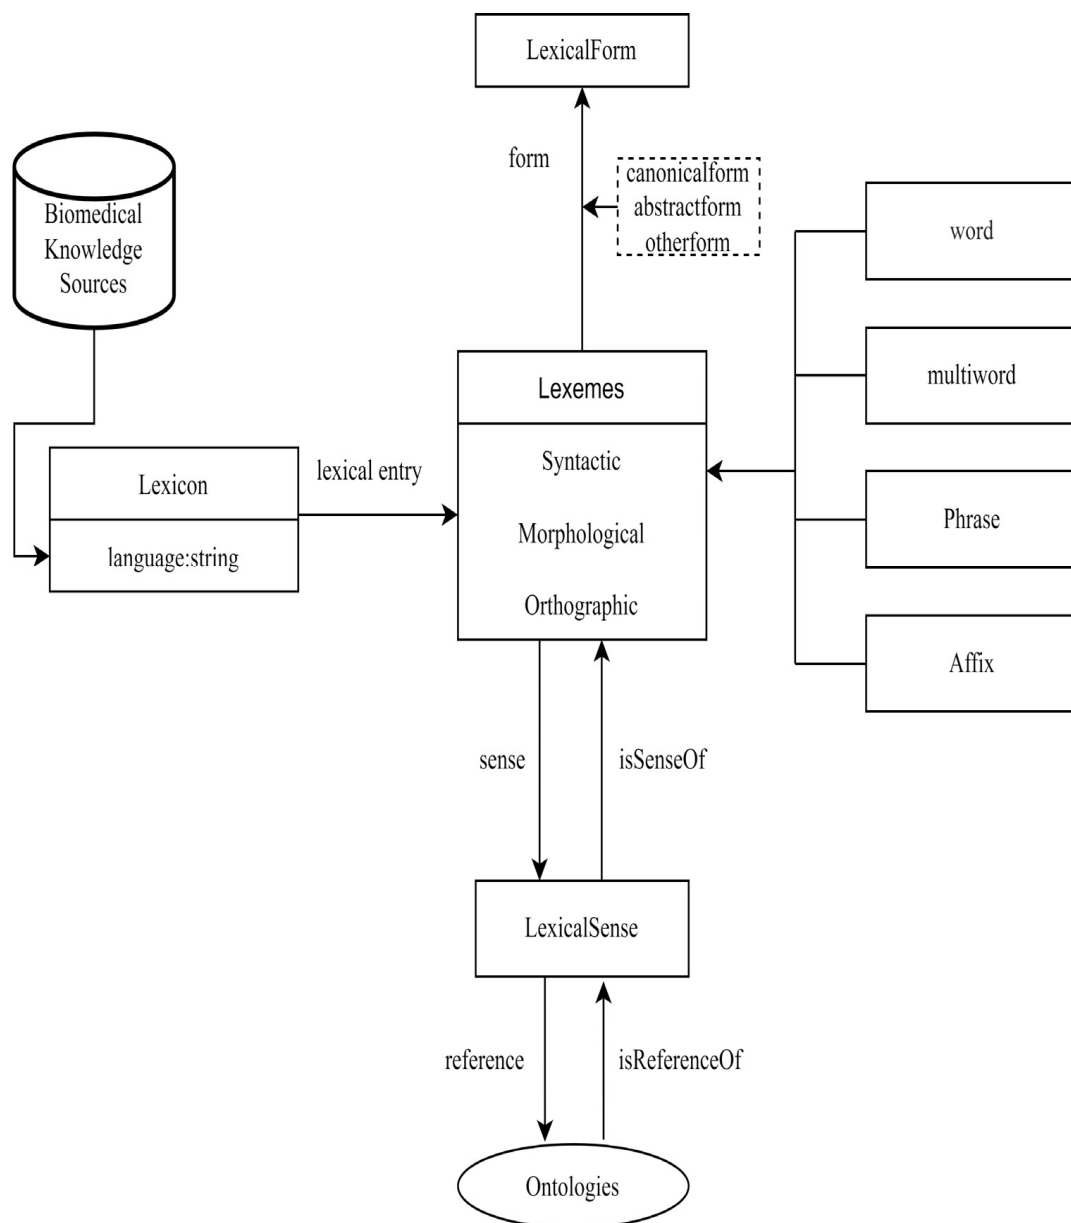 LexicalForm
form
canonicalform
abstractform
otherform
Biomedical
Knowledge
Sources
word
multiword
Phrase
Affix
Lexemes
Syntactic
Morphological
Orthographic
Lexicon
language:string
lexical entry
sense
isSenseOf
LexicalSense
reference
isReferenceOf
Ontologies